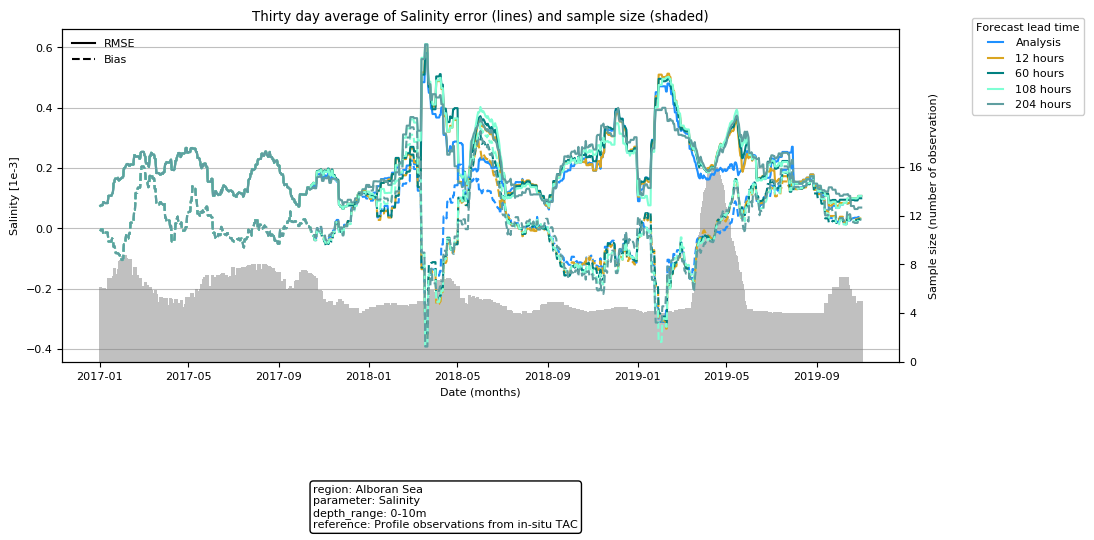 Thirty day average of Salinity error (lines) and sample size (shaded)
RMSE
Bias
Forecast lead time
Analysis
12 hours
60 hours
108 hours
204 hours
Salinity [1e-3]
0.6
0.4
0.2
0.0
−0.2
−0.4
Sample size (number of observation)
16
12
8
4
0
2017-01 2017-05 2017-09 2018-01 2018-05 2018-09 2019-01 2019-05 2019-09
Date (months)
region: Alboran Sea
parameter: Salinity
depth_range: 0-10m
reference: Profile observations from in-situ TAC